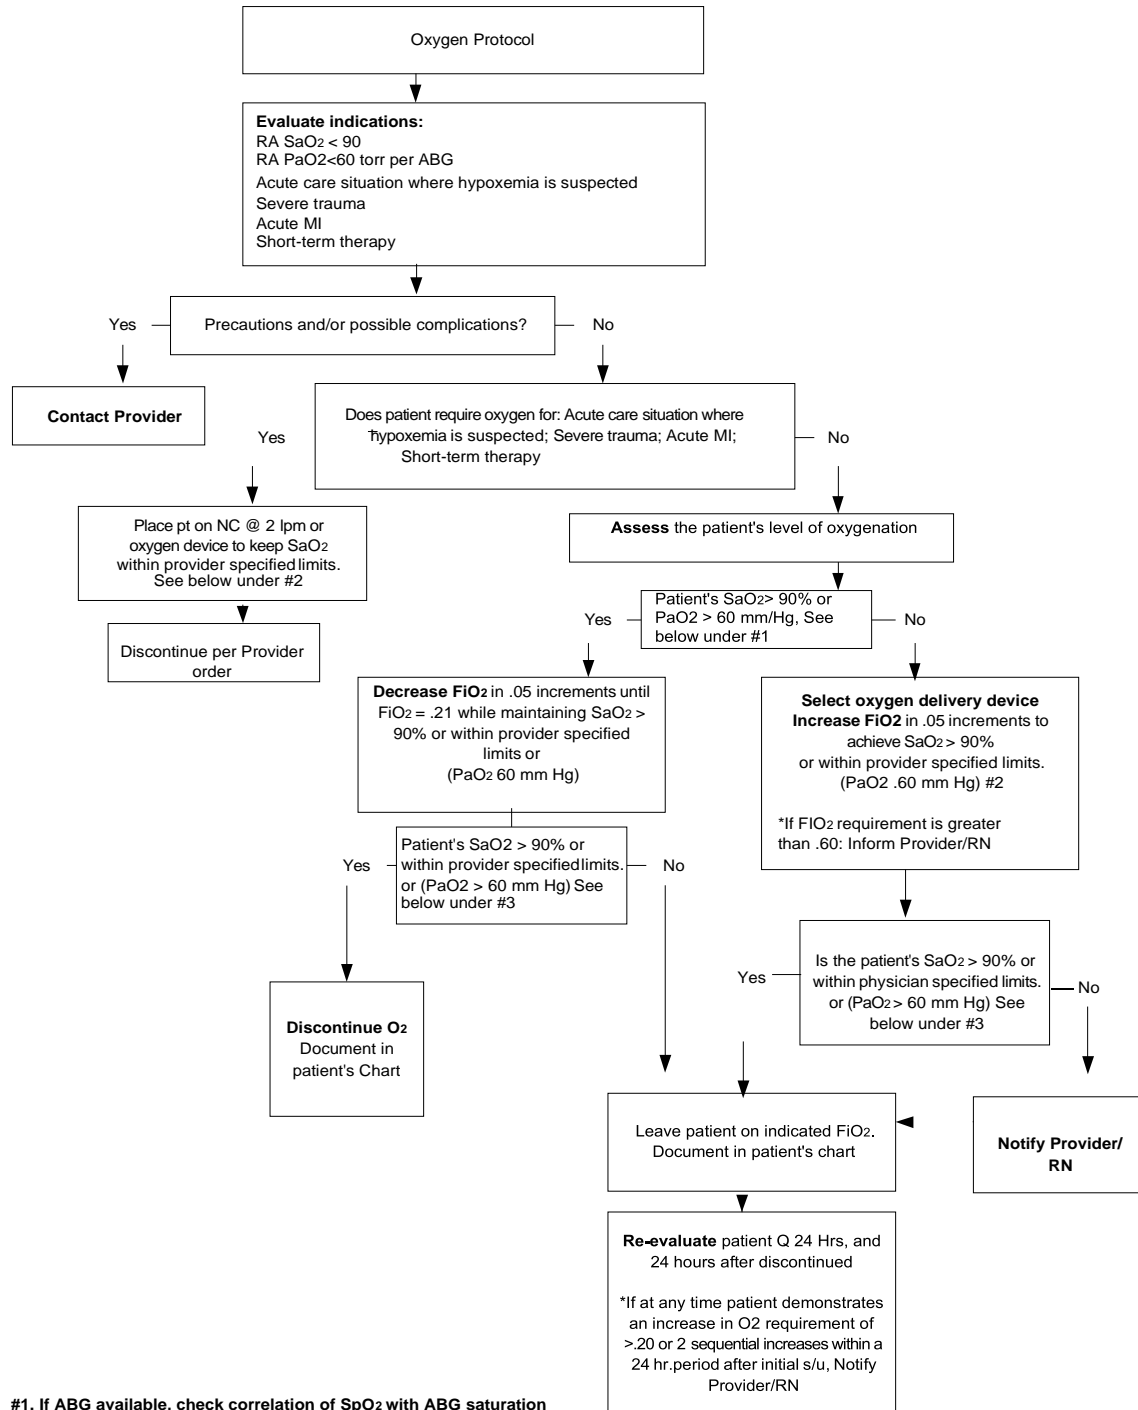 Oxygen Protocol
Evaluate indications:
RA SaO2 < 90
RA PaO2<60 torr per ABG
Acute care situation where hypoxemia is suspected
Severe trauma
Acute MI
Short-term therapy
Yes
Precautions and/or possible complications?
No
Contact Provider
Yes
Does patient require oxygen for: Acute care situation where
hypoxemia is suspected; Severe trauma; Acute MI;
Short-term therapy
No
Place pt on NC @ 2 lpm or
oxygen device to keep SaO2
within provider specified limits.
See below under #2
Discontinue per Provider
order
Assess the patient's level of oxygenation
Yes
Patient's SaO2> 90% or
PaO2 > 60 mm/Hg, See
below under #1
No
Decrease FiO2 in .05 increments until
FiO2 = .21 while maintaining SaO2 >
90% or within provider specified
limits or
(PaO2 60 mm Hg)
Select oxygen delivery device
Increase FiO2 in .05 increments to
achieve SaO2 > 90%
or within provider specified limits.
(PaO2 .60 mm Hg) #2
*If FIO2 requirement is greater
than .60: Inform Provider/RN
Yes
Patient's SaO2 > 90% or
within provider specified limits.
or (PaO2 > 60 mm Hg) See
below under #3
No
Yes
Is the patient's SaO2 > 90% or
within physician specified limits.
or (PaO2 > 60 mm Hg) See
below under #3
No
Discontinue O2
Document in
patient's Chart
Leave patient on indicated FiO2.
Document in patient's chart
Notify Provider/
RN
Re-evaluate patient Q 24 Hrs, and
24 hours after discontinued
*If at any time patient demonstrates
an increase in O2 requirement of
>.20 or 2 sequential increases within a
24 hr.period after initial s/u, Notify
Provider/RN
#1. If ABG available, check correlation of SpO2 with ABG saturation